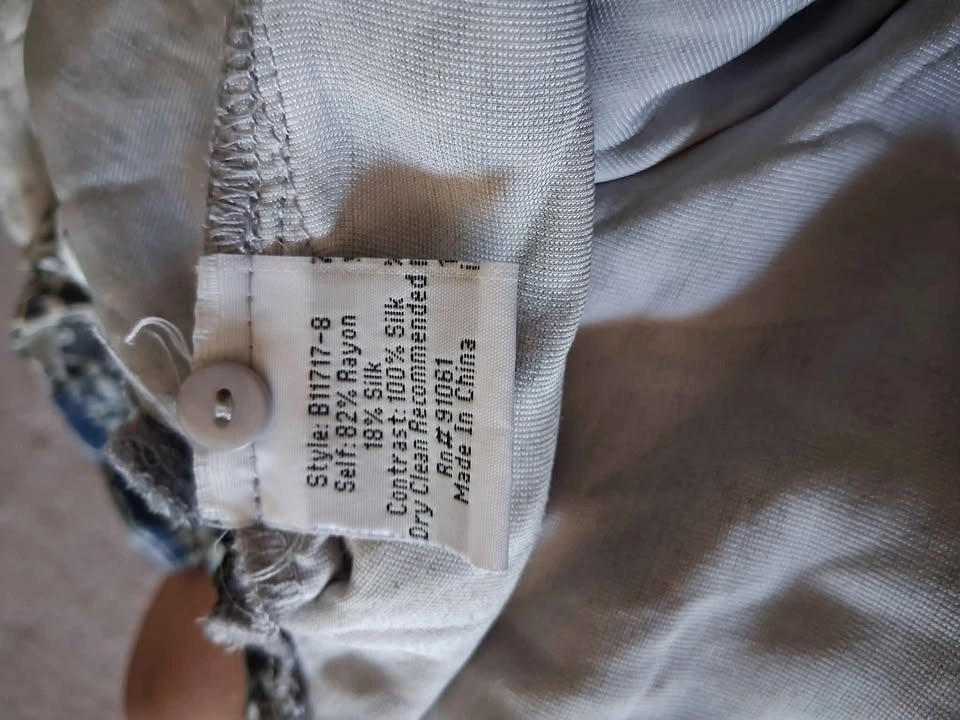 Style: B11717-8
Self: 82% Rayon
18% Silk
Contrast: 100% Silk
Dry Clean Recommended
Rn# 91061
Made In China